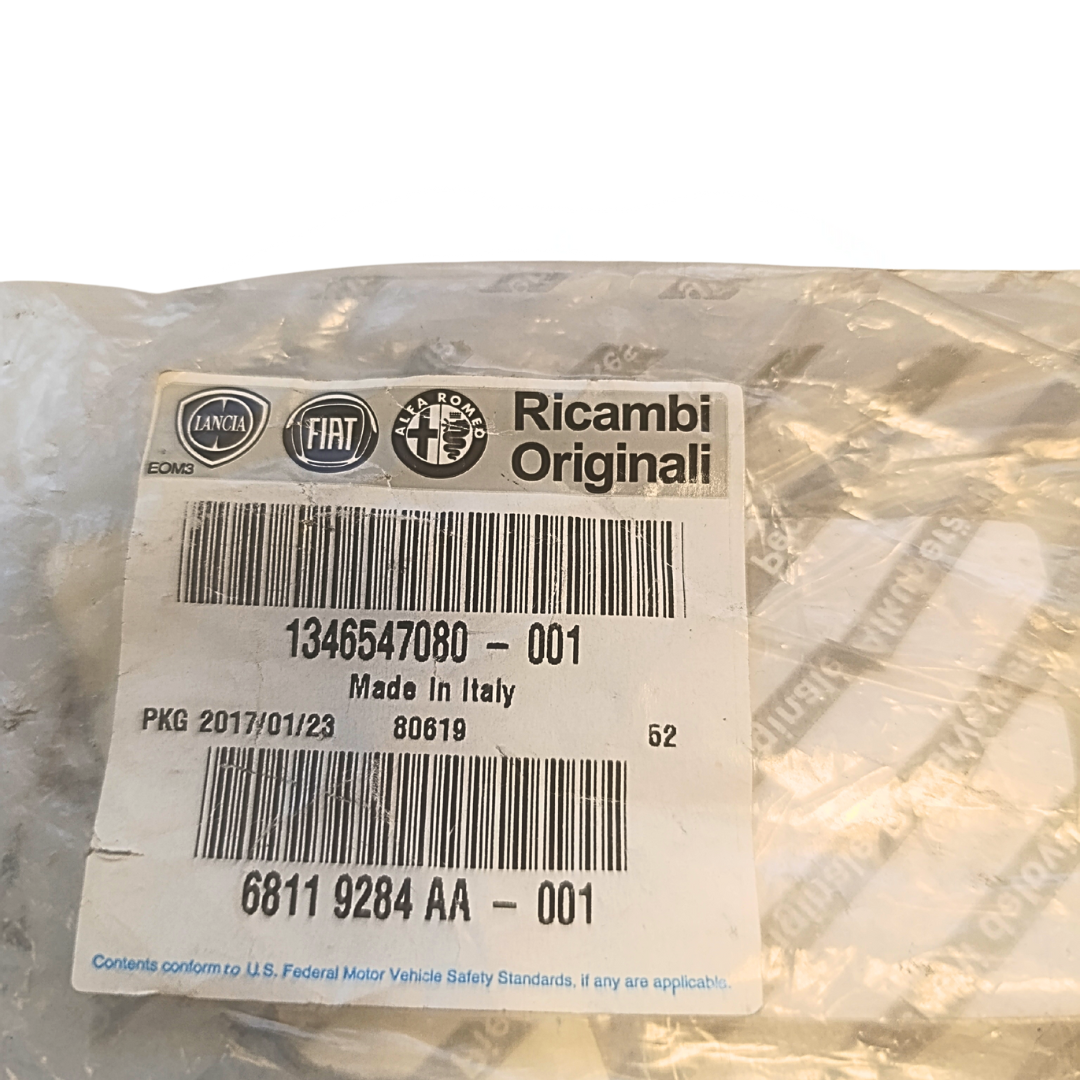 LANCIA
FIAT
ALFA ROMEO
Ricambi
Originali
EOM3
1346547080 - 001
Made In Italy
PKG 2017/01/23 80619 52
6811 9284 AA - 001
Contents conform to U.S. Federal Motor Vehicle Safety Standards, if any are applicable.